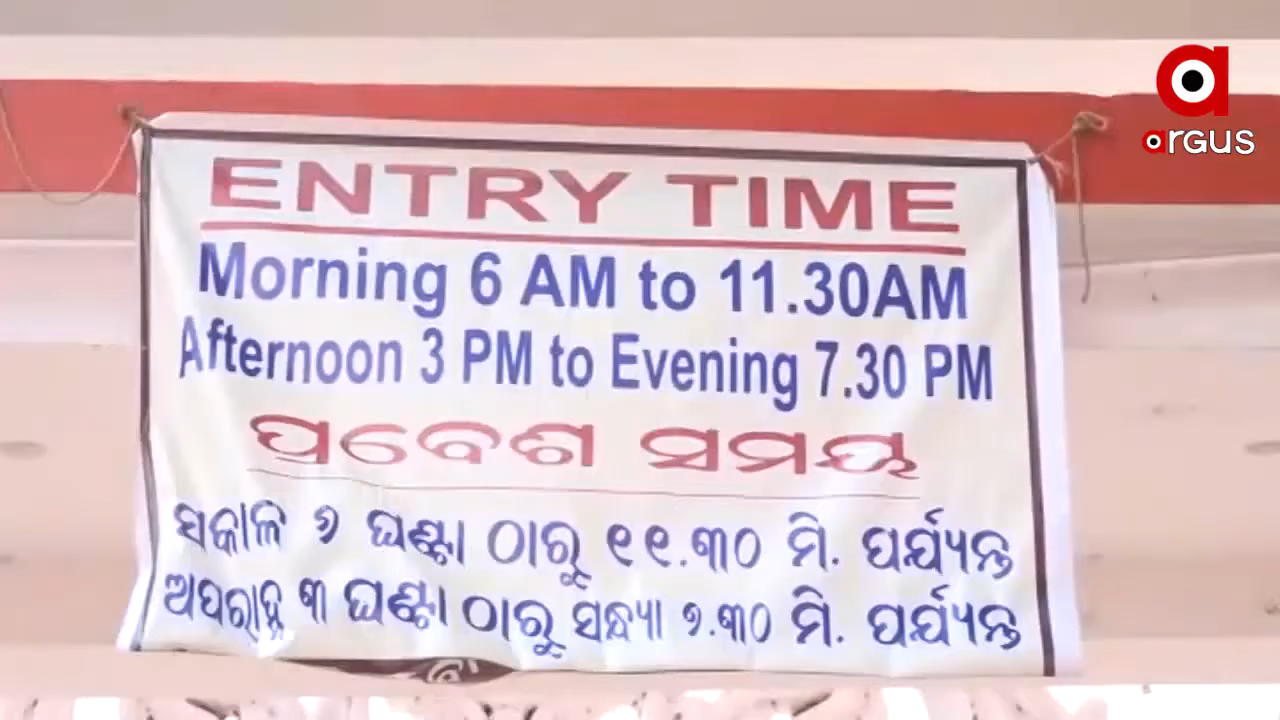 argus
ENTRY TIME
Morning 6 AM to 11.30AM
Afternoon 3 PM to Evening 7.30 PM
ପ୍ରବେଶ ସମୟ
ସକାଳ ୬ ଘଣ୍ଟା ଠାରୁ ୧୧.୩୦ ମି. ପର୍ଯ୍ୟନ୍ତ
ଅପରାହ୍ନ ୩ ଘଣ୍ଟା ଠାରୁ ସନ୍ଧ୍ୟା ୭.୩୦ ମି. ପର୍ଯ୍ୟନ୍ତ